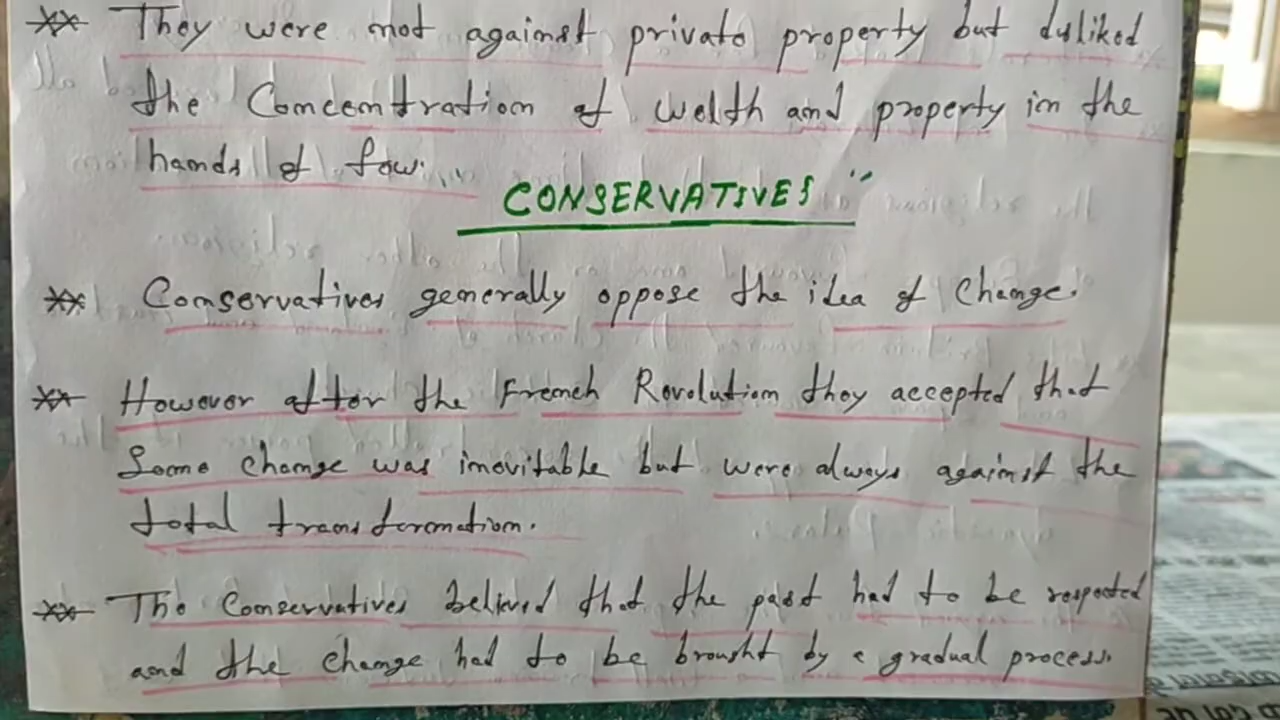 ** They were not against private property but disliked
the Concentration of welth and property in the
hands of few.
CONSERVATIVES"
** Conservatives generally oppose the idea of change.
** However after the French Revolution they accepted that
Some change was inevitable but were always against the
total transformation.
** The Conservatives believed that the past had to be respected
and the change had to be brought by a gradual process.